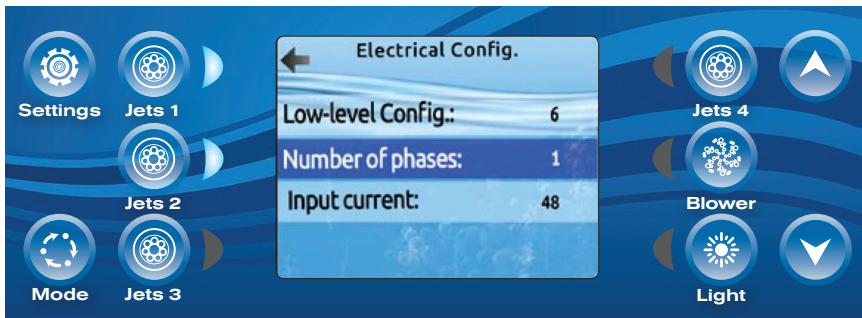 Electrical Config.
Low-level Config.: 6
Number of phases: 1
Input current: 48
Settings
Jets 1
Jets 2
Mode
Jets 3
Jets 4
Blower
Light